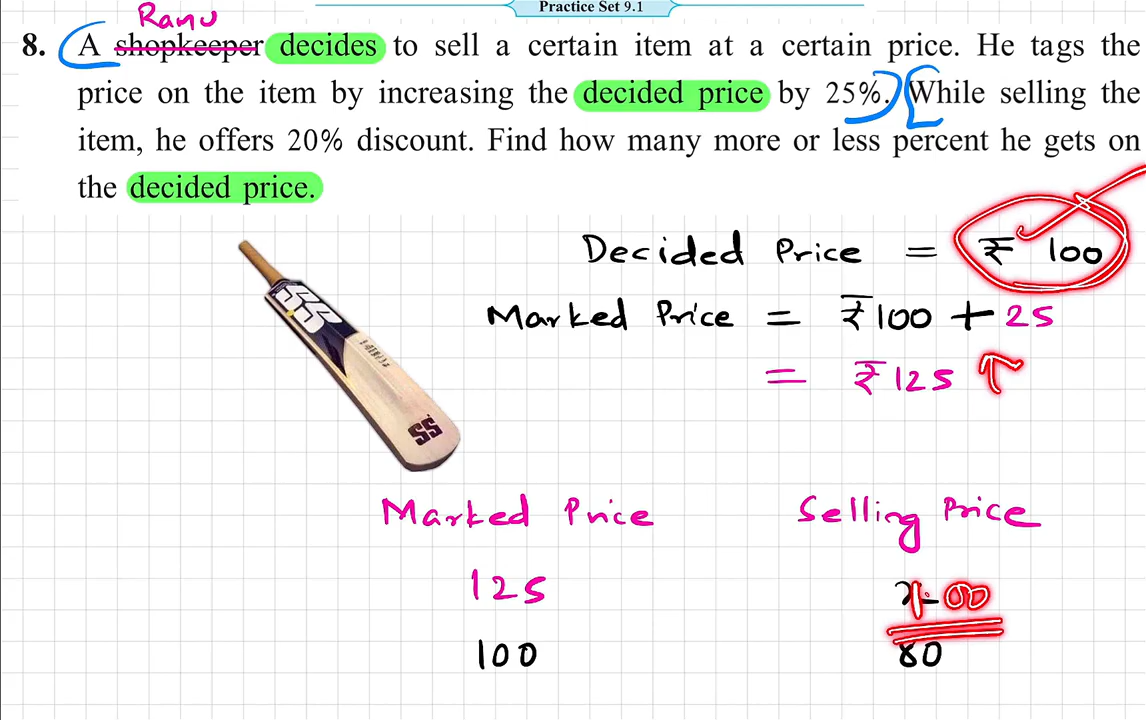 Practice Set 9.1
Ramu
8. A shopkeeper decides to sell a certain item at a certain price. He tags the
price on the item by increasing the decided price by 25%. While selling the
item, he offers 20% discount. Find how many more or less percent he gets on
the decided price.
Decided Price = ₹ 100
Marked Price = ₹100 + 25
= ₹125 ↑
SS
SS
Marked Price Selling Price
125 100
100 80